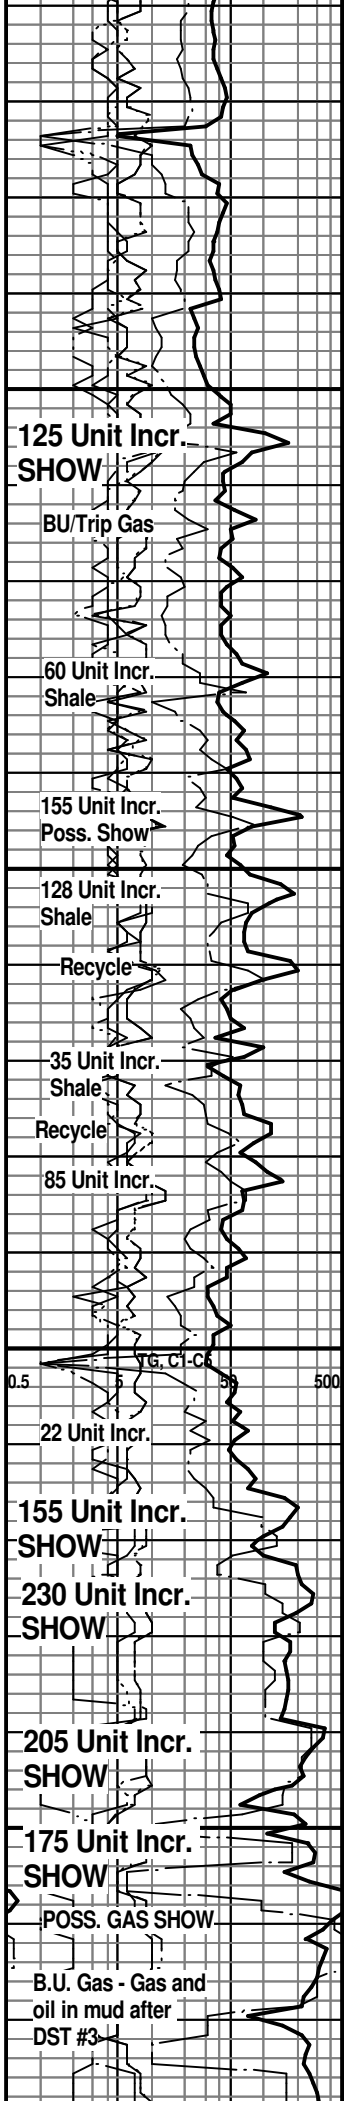 125 Unit Incr.
SHOW
BU/Trip Gas
60 Unit Incr.
Shale
155 Unit Incr.
Poss. Show
128 Unit Incr.
Shale
Recycle
35 Unit Incr.
Shale
Recycle
85 Unit Incr.
TG, C1-C5
0.5 5 50 500
22 Unit Incr.
155 Unit Incr.
SHOW
230 Unit Incr.
SHOW
205 Unit Incr.
SHOW
175 Unit Incr.
SHOW
POSS. GAS SHOW
B.U. Gas - Gas and
oil in mud after
DST #3